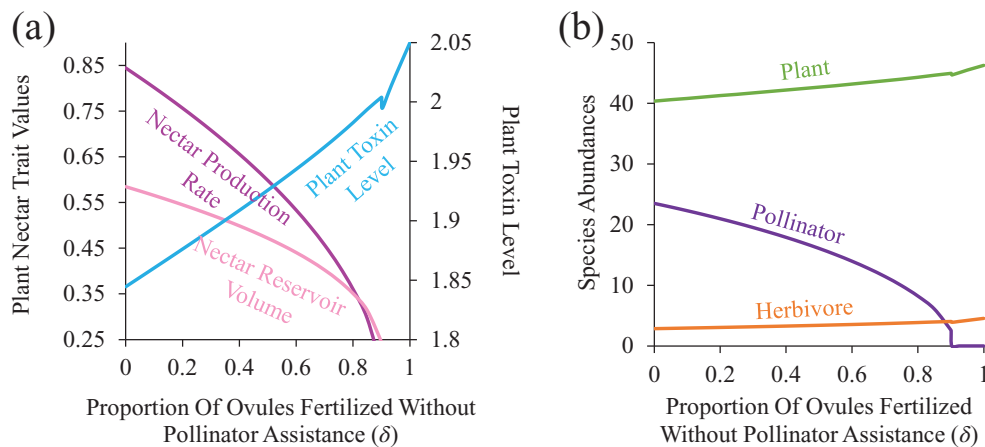 (a)
Plant Nectar Trait Values
0.85
0.75
0.65
0.55
0.45
0.35
0.25
2.05
2
1.95
1.9
1.85
1.8
Plant Toxin Level
Nectar Production
Rate
Plant Toxin
Level
Nectar Reservoir
Volume
0 0.2 0.4 0.6 0.8 1
Proportion Of Ovules Fertilized Without
Pollinator Assistance (δ)
(b)
Species Abundances
50
40
30
20
10
0
Plant
Pollinator
Herbivore
0 0.2 0.4 0.6 0.8 1
Proportion Of Ovules Fertilized
Without Pollinator Assistance (δ)